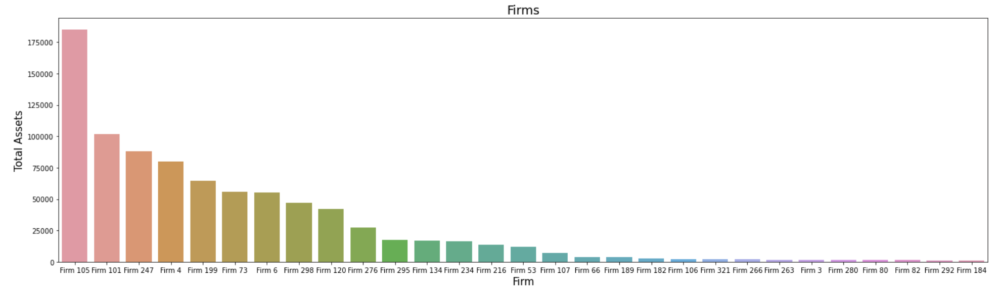 Firms
Total Assets
175000
150000
125000
100000
75000
50000
25000
0
Firm 105 Firm 101 Firm 247 Firm 4 Firm 199 Firm 73 Firm 6 Firm 298 Firm 120 Firm 276 Firm 295 Firm 134 Firm 234 Firm 216 Firm 53 Firm 107 Firm 66 Firm 189 Firm 182 Firm 106 Firm 321 Firm 266 Firm 263 Firm 3 Firm 280 Firm 80 Firm 82 Firm 292 Firm 184
Firm